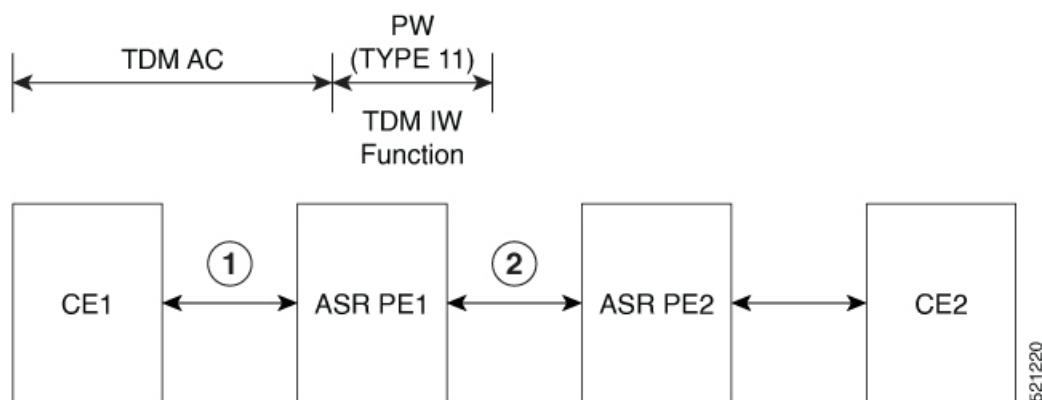 PW
(TYPE 11)
TDM AC
TDM IW
Function
1
2
CE1
ASR PE1
ASR PE2
CE2
521220